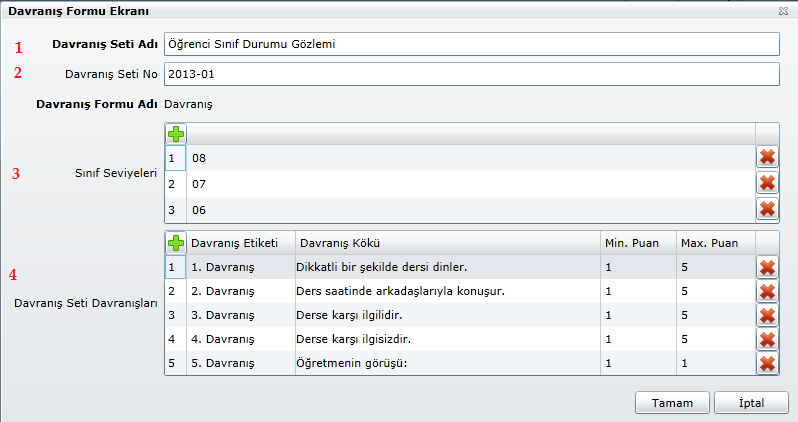 Davranış Formu Ekranı
1 Davranış Seti Adı Öğrenci Sınıf Durumu Gözlemi
2 Davranış Seti No 2013-01
Davranış Formu Adı Davranış
3 Sınıf Seviyeleri
1 08
2 07
3 06
4 Davranış Seti Davranışları
Davranış Etiketi Davranış Kökü Min. Puan Max. Puan
1 1. Davranış Dikkatli bir şekilde dersi dinler. 1 5
2 2. Davranış Ders saatinde arkadaşlarıyla konuşur. 1 5
3 3. Davranış Derse karşı ilgilidir. 1 5
4 4. Davranış Derse karşı ilgisizdir. 1 5
5 5. Davranış Öğretmenin görüşü: 1 1
Tamam İptal